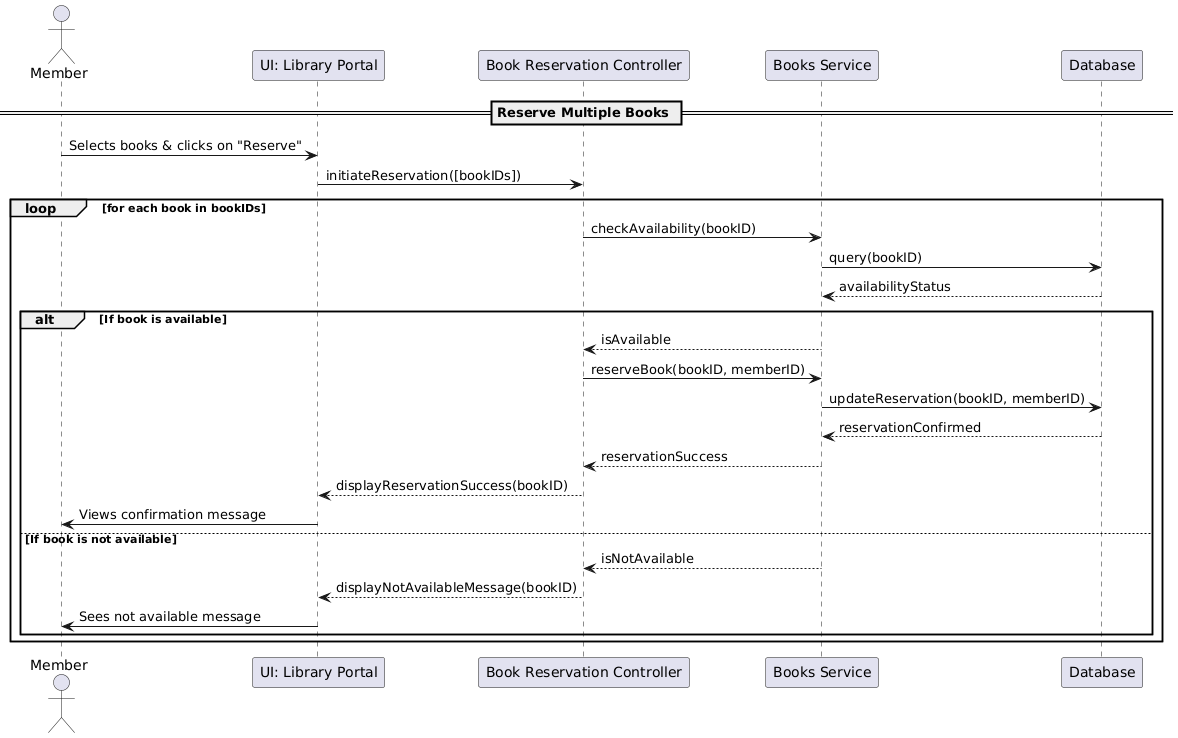 Member
UI: Library Portal
Book Reservation Controller
Books Service
Database
Reserve Multiple Books
Selects books & clicks on "Reserve"
initiateReservation([bookIDs])
loop
[for each book in bookIDs]
checkAvailability(bookID)
query(bookID)
availabilityStatus
alt
[If book is available]
isAvailable
reserveBook(bookID, memberID)
updateReservation(bookID, memberID)
reservationConfirmed
reservationSuccess
displayReservationSuccess(bookID)
Views confirmation message
[If book is not available]
isNotAvailable
displayNotAvailableMessage(bookID)
Sees not available message
Member
UI: Library Portal
Book Reservation Controller
Books Service
Database